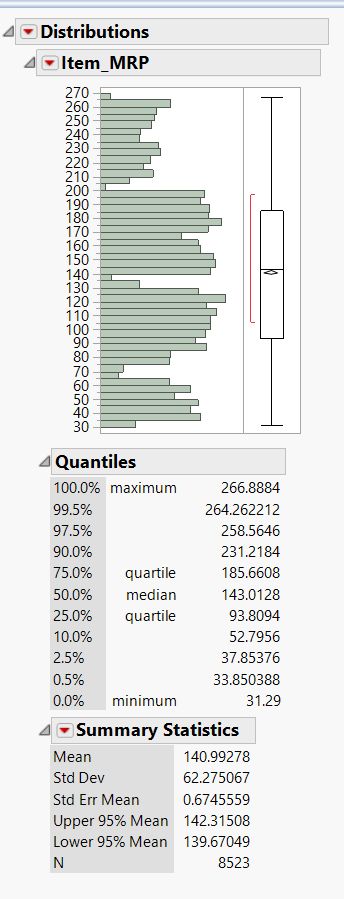 Distributions
Item_MRP
270
260
250
240
230
220
210
200
190
180
170
160
150
140
130
120
110
100
90
80
70
60
50
40
30
Quantiles
100.0% maximum 266.8884
99.5% 264.262212
97.5% 258.5646
90.0% 231.2184
75.0% quartile 185.6608
50.0% median 143.0128
25.0% quartile 93.8094
10.0% 52.7956
2.5% 37.85376
0.5% 33.850388
0.0% minimum 31.29
Summary Statistics
Mean 140.99278
Std Dev 62.275067
Std Err Mean 0.6745559
Upper 95% Mean 142.31508
Lower 95% Mean 139.67049
N 8523